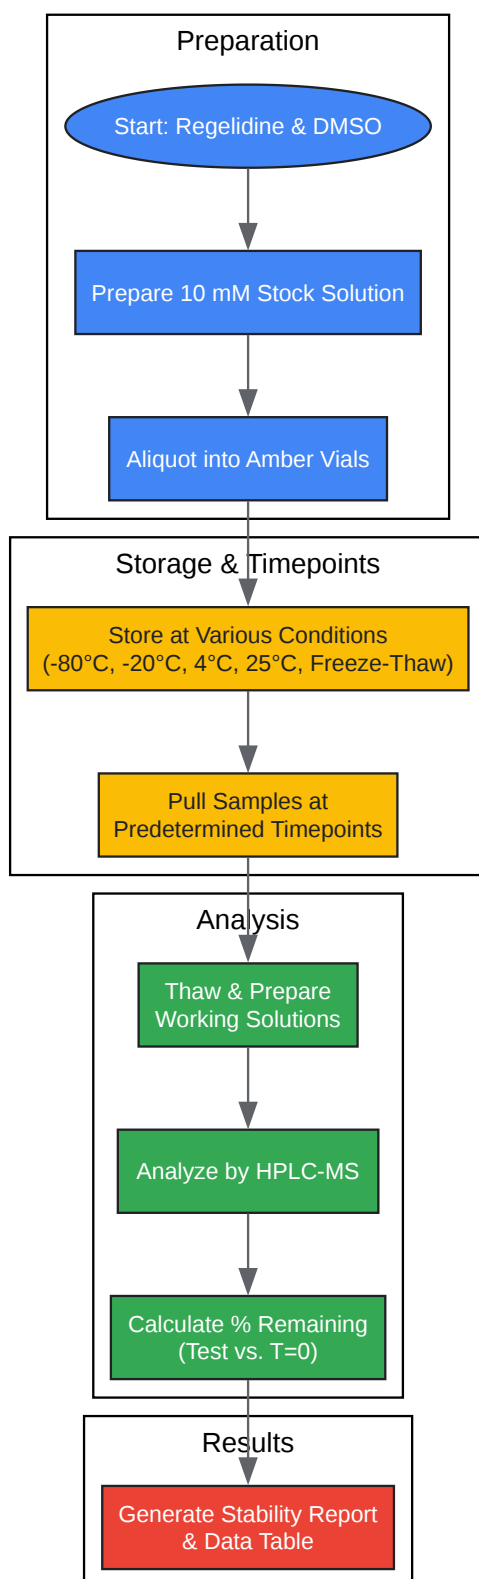 Preparation
Start: Regelidine & DMSO
Prepare 10 mM Stock Solution
Aliquot into Amber Vials
Storage & Timepoints
Store at Various Conditions
(-80°C, -20°C, 4°C, 25°C, Freeze-Thaw)
Pull Samples at
Predetermined Timepoints
Analysis
Thaw & Prepare
Working Solutions
Analyze by HPLC-MS
Calculate % Remaining
(Test vs. T=0)
Results
Generate Stability Report
& Data Table